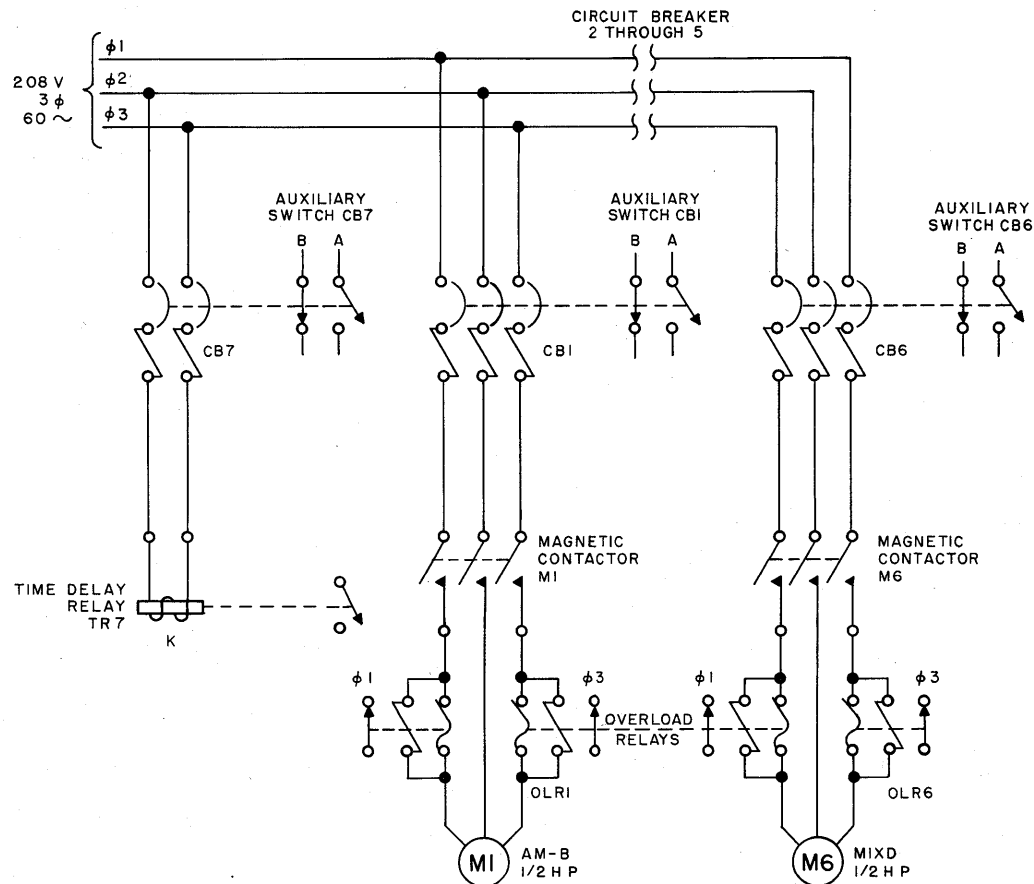 CIRCUIT BREAKER
2 THROUGH 5
ϕ1
208 V
3 ϕ
60 ~
ϕ2
ϕ3
AUXILIARY
SWITCH CB7
B A
AUXILIARY
SWITCH CB1
B A
AUXILIARY
SWITCH CB6
B A
CB7
CB1
CB6
MAGNETIC
CONTACTOR
M1
MAGNETIC
CONTACTOR
M6
TIME DELAY
RELAY
TR7
K
ϕ1
ϕ3
ϕ1
ϕ3
OVERLOAD
RELAYS
OLR1
OLR6
M1
AM-B
1/2 HP
M6
MIXD
1/2 HP